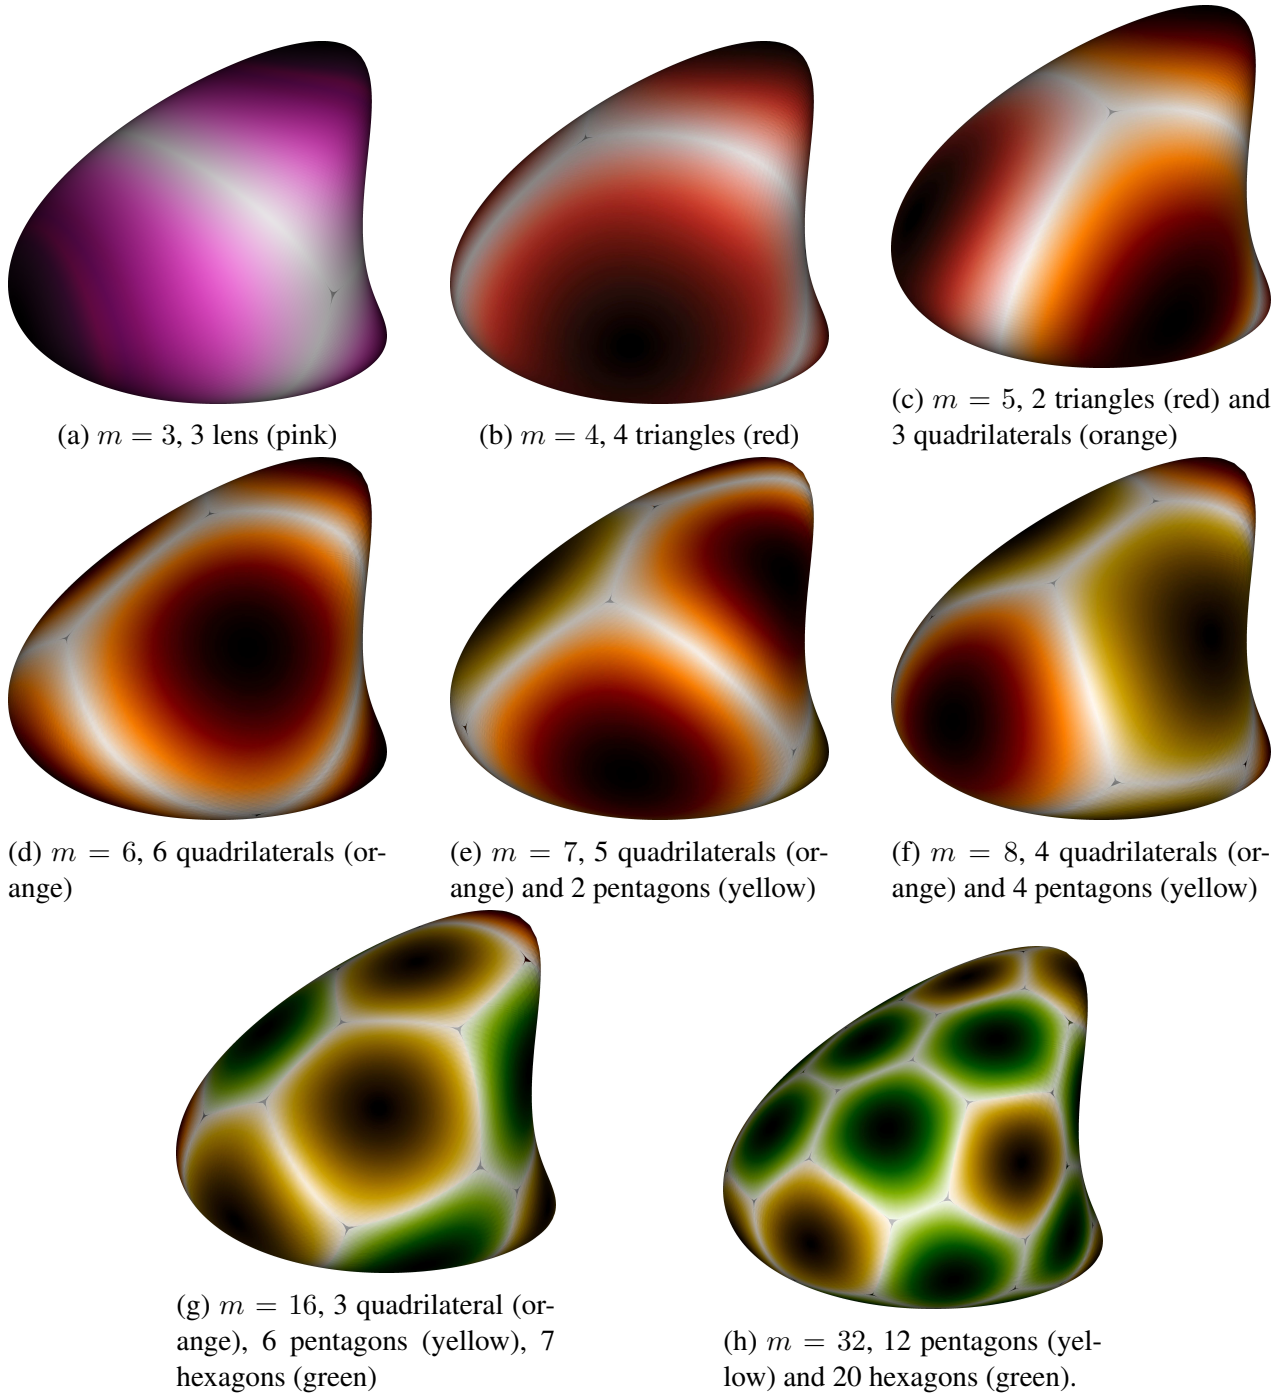 (a) m = 3, 3 lens (pink)
(b) m = 4, 4 triangles (red)
(c) m = 5, 2 triangles (red) and
3 quadrilaterals (orange)
(d) m = 6, 6 quadrilaterals (or-
ange)
(e) m = 7, 5 quadrilaterals (or-
ange) and 2 pentagons (yellow)
(f) m = 8, 4 quadrilaterals (or-
ange) and 4 pentagons (yellow)
(g) m = 16, 3 quadrilateral (or-
ange), 6 pentagons (yellow), 7
hexagons (green)
(h) m = 32, 12 pentagons (yel-
low) and 20 hexagons (green).